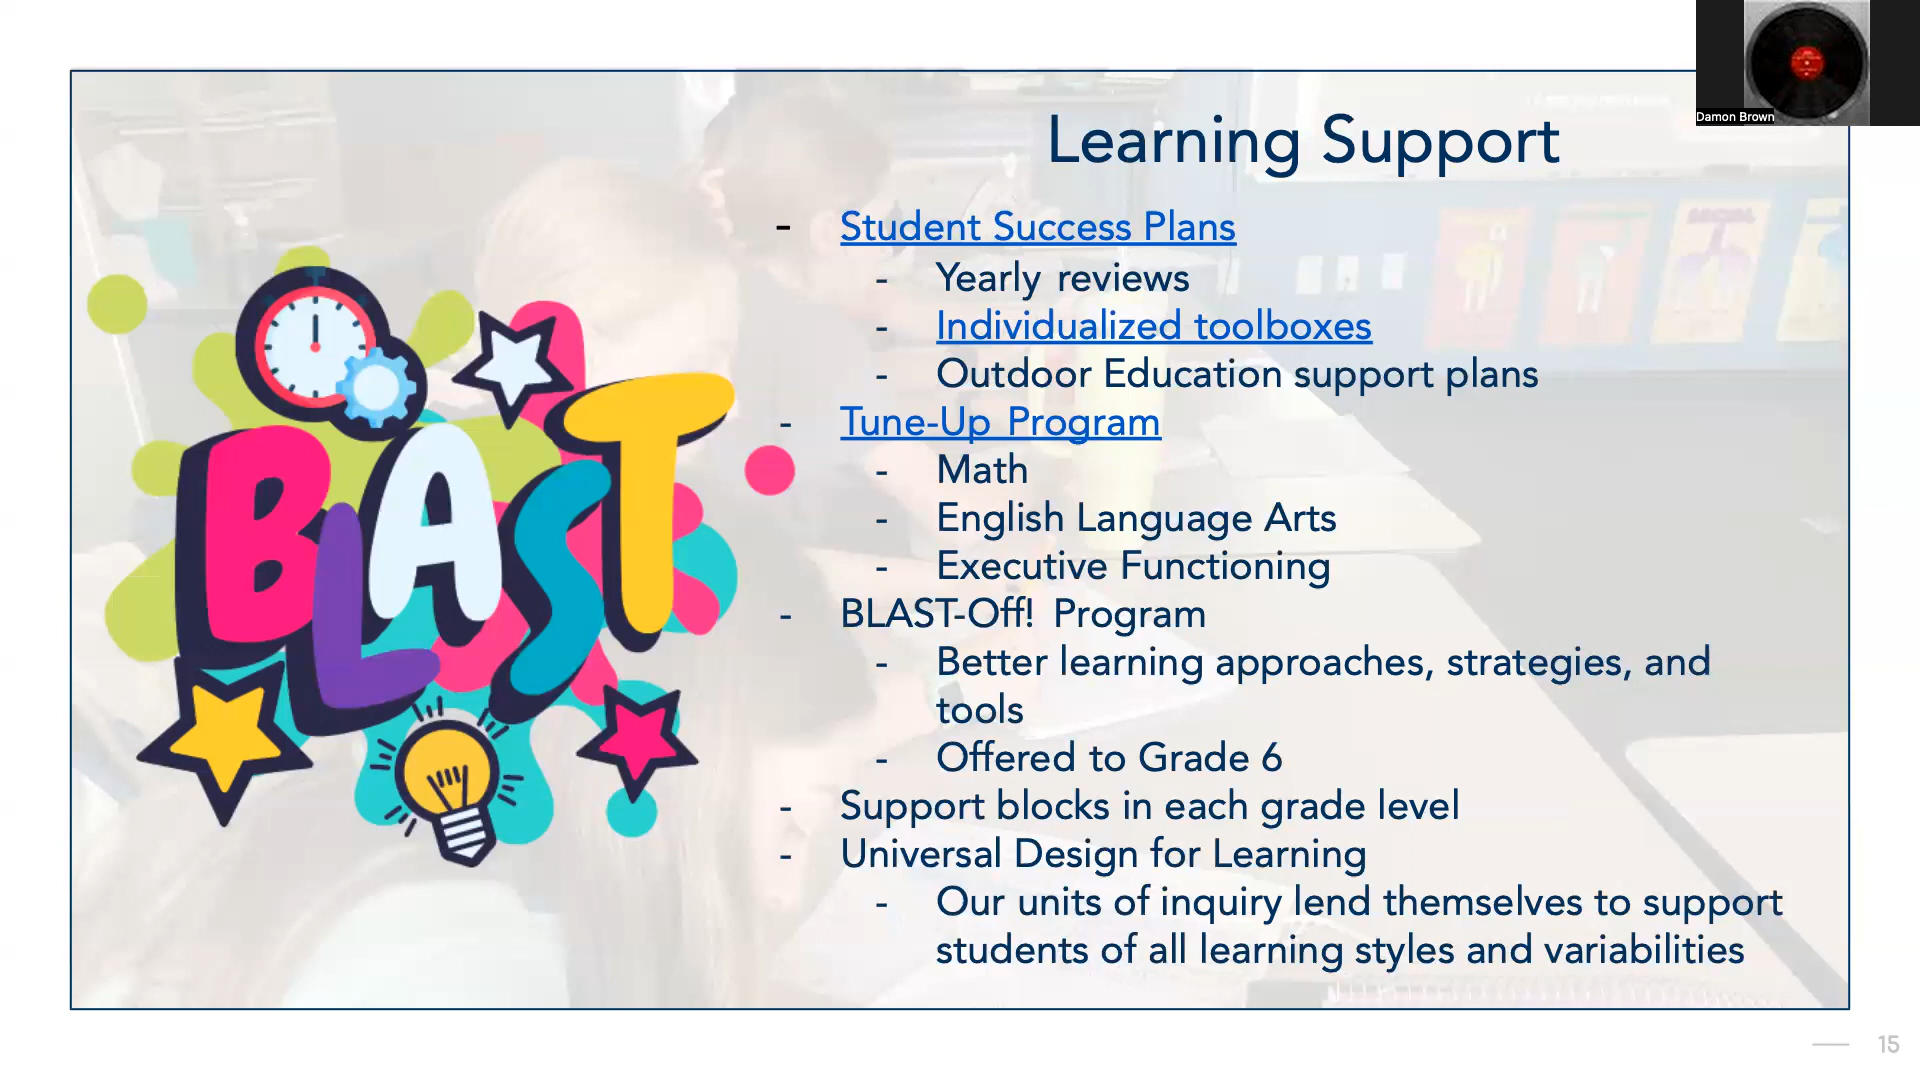 Damon Brown
Learning Support
- Student Success Plans
- Yearly reviews
- Individualized toolboxes
- Outdoor Education support plans
- Tune-Up Program
- Math
- English Language Arts
- Executive Functioning
- BLAST-Off! Program
- Better learning approaches, strategies, and
tools
- Offered to Grade 6
- Support blocks in each grade level
- Universal Design for Learning
- Our units of inquiry lend themselves to support
students of all learning styles and variabilities
BLAST
15